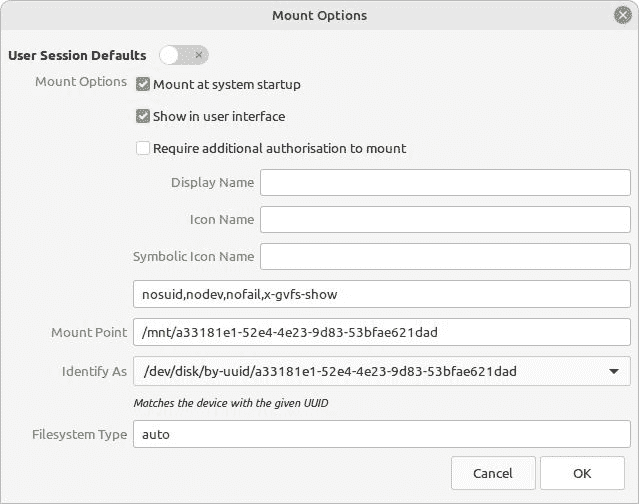 Mount Options
User Session Defaults
Mount Options
Mount at system startup
Show in user interface
Require additional authorisation to mount
Display Name
Icon Name
Symbolic Icon Name
nosuid,nodev,nofail,x-gvfs-show
Mount Point /mnt/a33181e1-52e4-4e23-9d83-53bfae621dad
Identify As /dev/disk/by-uuid/a33181e1-52e4-4e23-9d83-53bfae621dad
Matches the device with the given UUID
Filesystem Type auto
Cancel OK